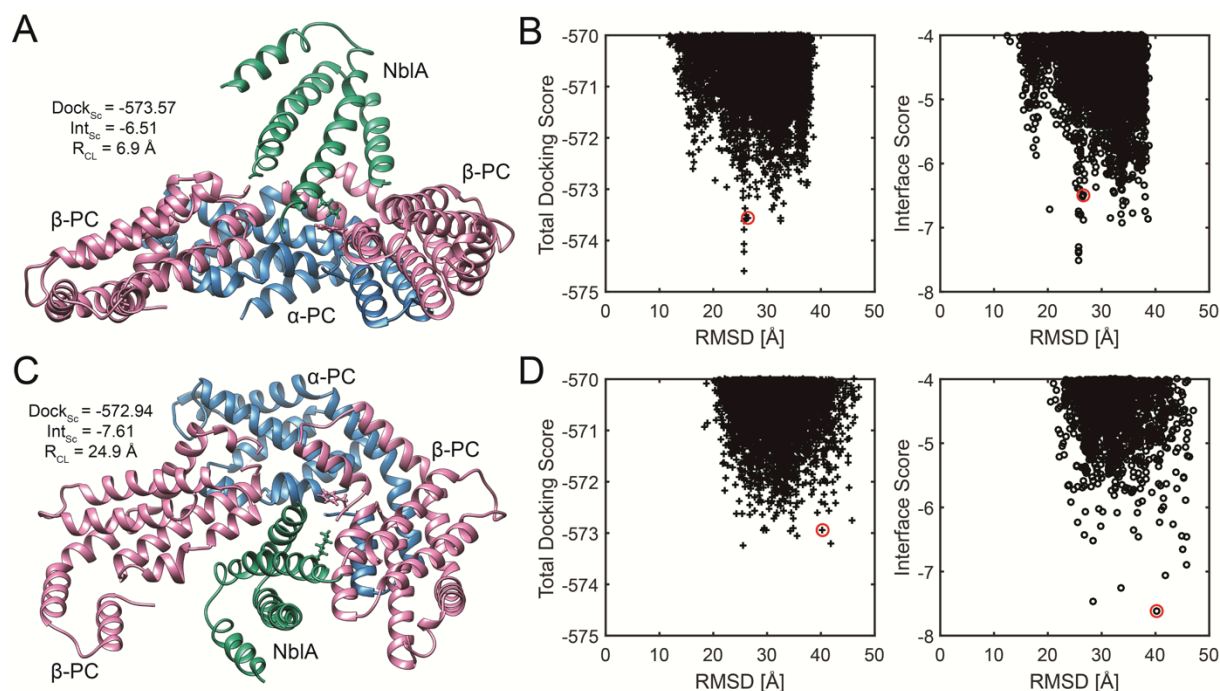 A
NblA
Dock_Sc = -573.57
Int_Sc = -6.51
R_CL = 6.9 Å
β-PC
β-PC
α-PC
B
Total Docking Score
-570
-571
-572
-573
-574
-575
0 10 20 30 40 50
RMSD [Å]
Interface Score
-4
-5
-6
-7
-8
0 10 20 30 40 50
RMSD [Å]
C
α-PC
Dock_Sc = -572.94
Int_Sc = -7.61
R_CL = 24.9 Å
β-PC
NblA
β-PC
D
Total Docking Score
-570
-571
-572
-573
-574
-575
0 10 20 30 40 50
RMSD [Å]
Interface Score
-4
-5
-6
-7
-8
0 10 20 30 40 50
RMSD [Å]